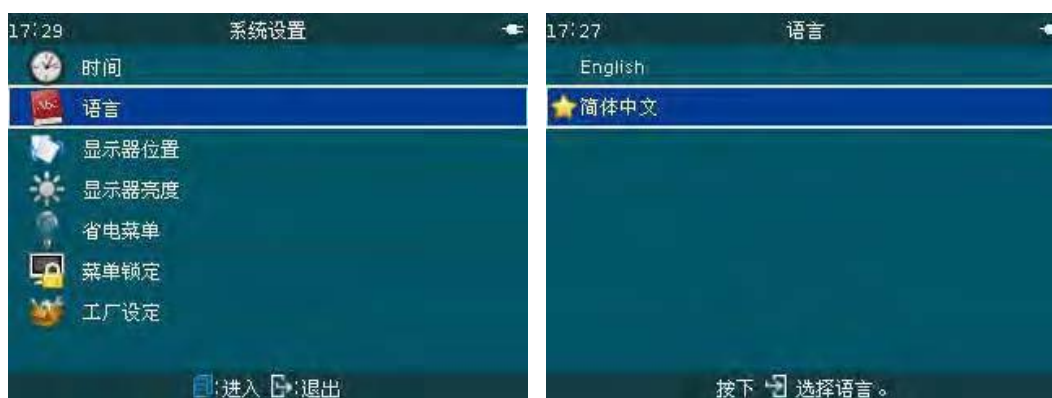 17:29 系统设置
时间
语言
显示器位置
显示器亮度
省电菜单
菜单锁定
工厂设定
:进入 :退出
17:27 语言
English
简体中文
按下 选择语言。